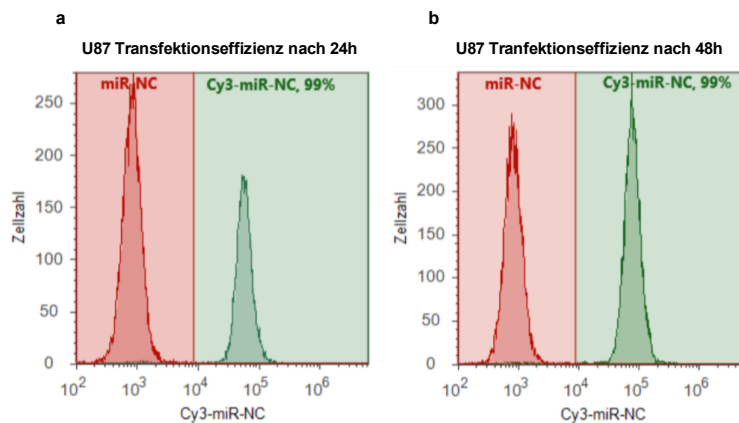 a
U87 Transfektionseffizienz nach 24h
miR-NC
Cy3-miR-NC, 99%
250
200
150
100
50
0
Zellzahl
10² 10³ 10⁴ 10⁵ 10⁶
Cy3-miR-NC
b
U87 Tranfektionseffizienz nach 48h
miR-NC
Cy3-miR-NC, 99%
300
250
200
150
100
50
0
Zellzahl
10² 10³ 10⁴ 10⁵ 10⁶
Cy3-miR-NC